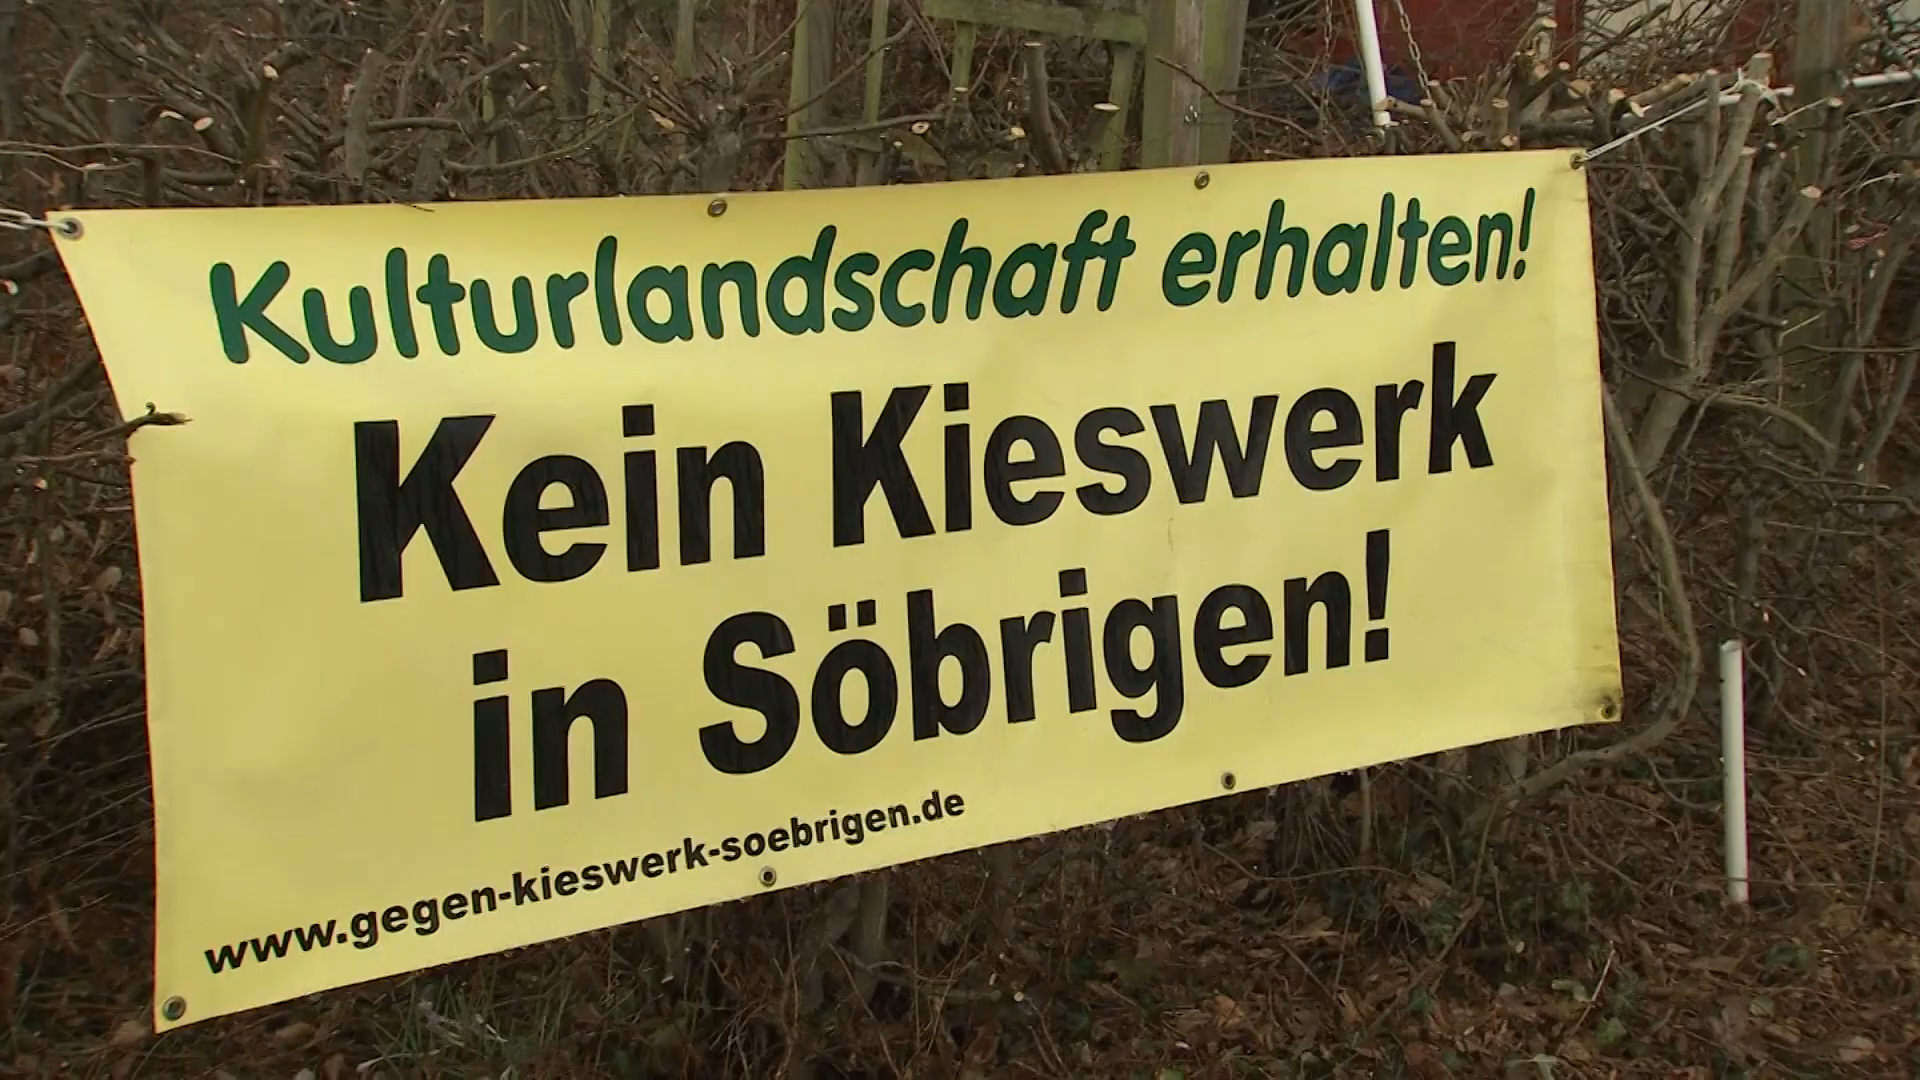 Kulturlandschaft erhalten!
Kein Kieswerk
in Söbrigen!
www.gegen-kieswerk-soebrigen.de